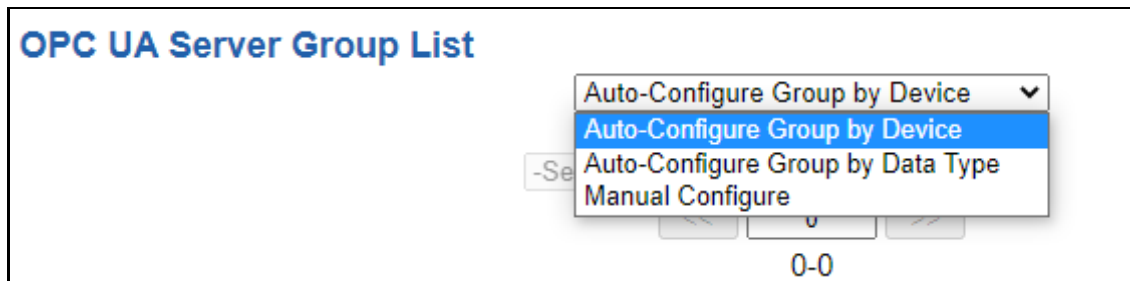 OPC UA Server Group List
Auto-Configure Group by Device
Auto-Configure Group by Device
Auto-Configure Group by Data Type
-Se
Manual Configure
<< 0 >>
0-0